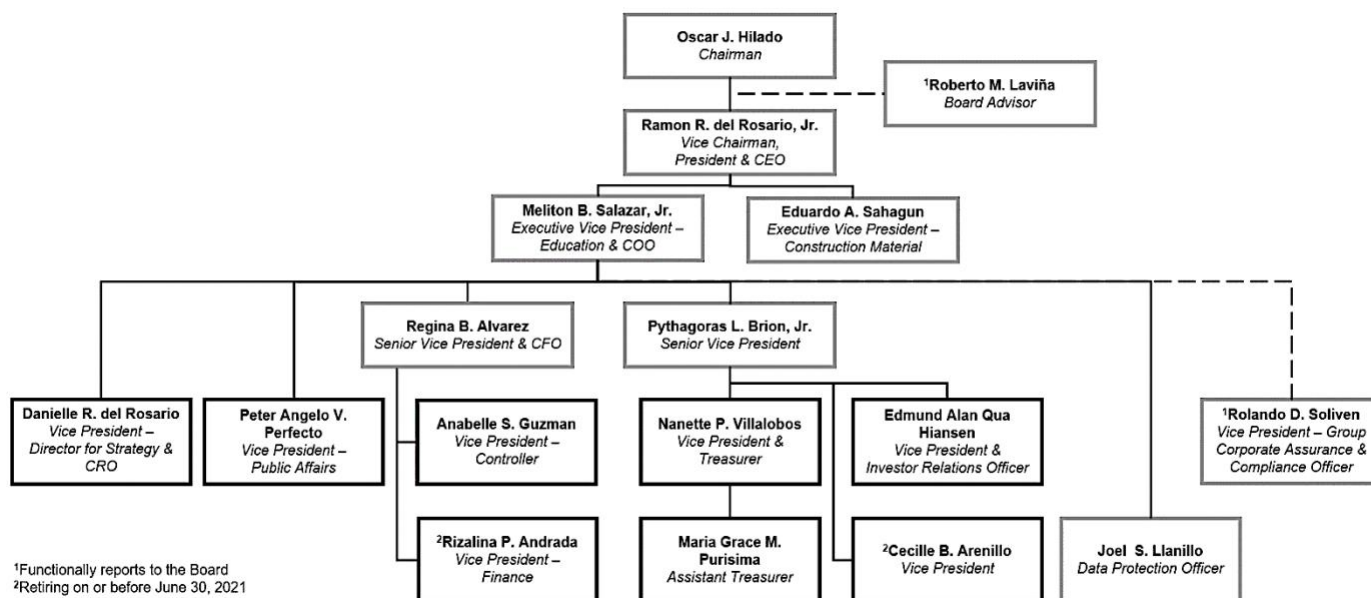 Oscar J. Hilado
Chairman
¹Roberto M. Laviña
Board Advisor
Ramon R. del Rosario, Jr.
Vice Chairman,
President & CEO
Meliton B. Salazar, Jr.
Executive Vice President –
Education & COO
Eduardo A. Sahagun
Executive Vice President –
Construction Material
Regina B. Alvarez
Senior Vice President & CFO
Pythagoras L. Brion, Jr.
Senior Vice President
Danielle R. del Rosario
Vice President –
Director for Strategy &
CRO
Peter Angelo V.
Perfecto
Vice President –
Public Affairs
Anabelle S. Guzman
Vice President –
Controller
Nanette P. Villalobos
Vice President &
Treasurer
Edmund Alan Qua
Hiansen
Vice President &
Investor Relations Officer
¹Rolando D. Soliven
Vice President – Group
Corporate Assurance &
Compliance Officer
²Rizalina P. Andrada
Vice President –
Finance
Maria Grace M.
Purisima
Assistant Treasurer
²Cecille B. Arenillo
Vice President
Joel S. Llanillo
Data Protection Officer
¹Functionally reports to the Board
²Retiring on or before June 30, 2021